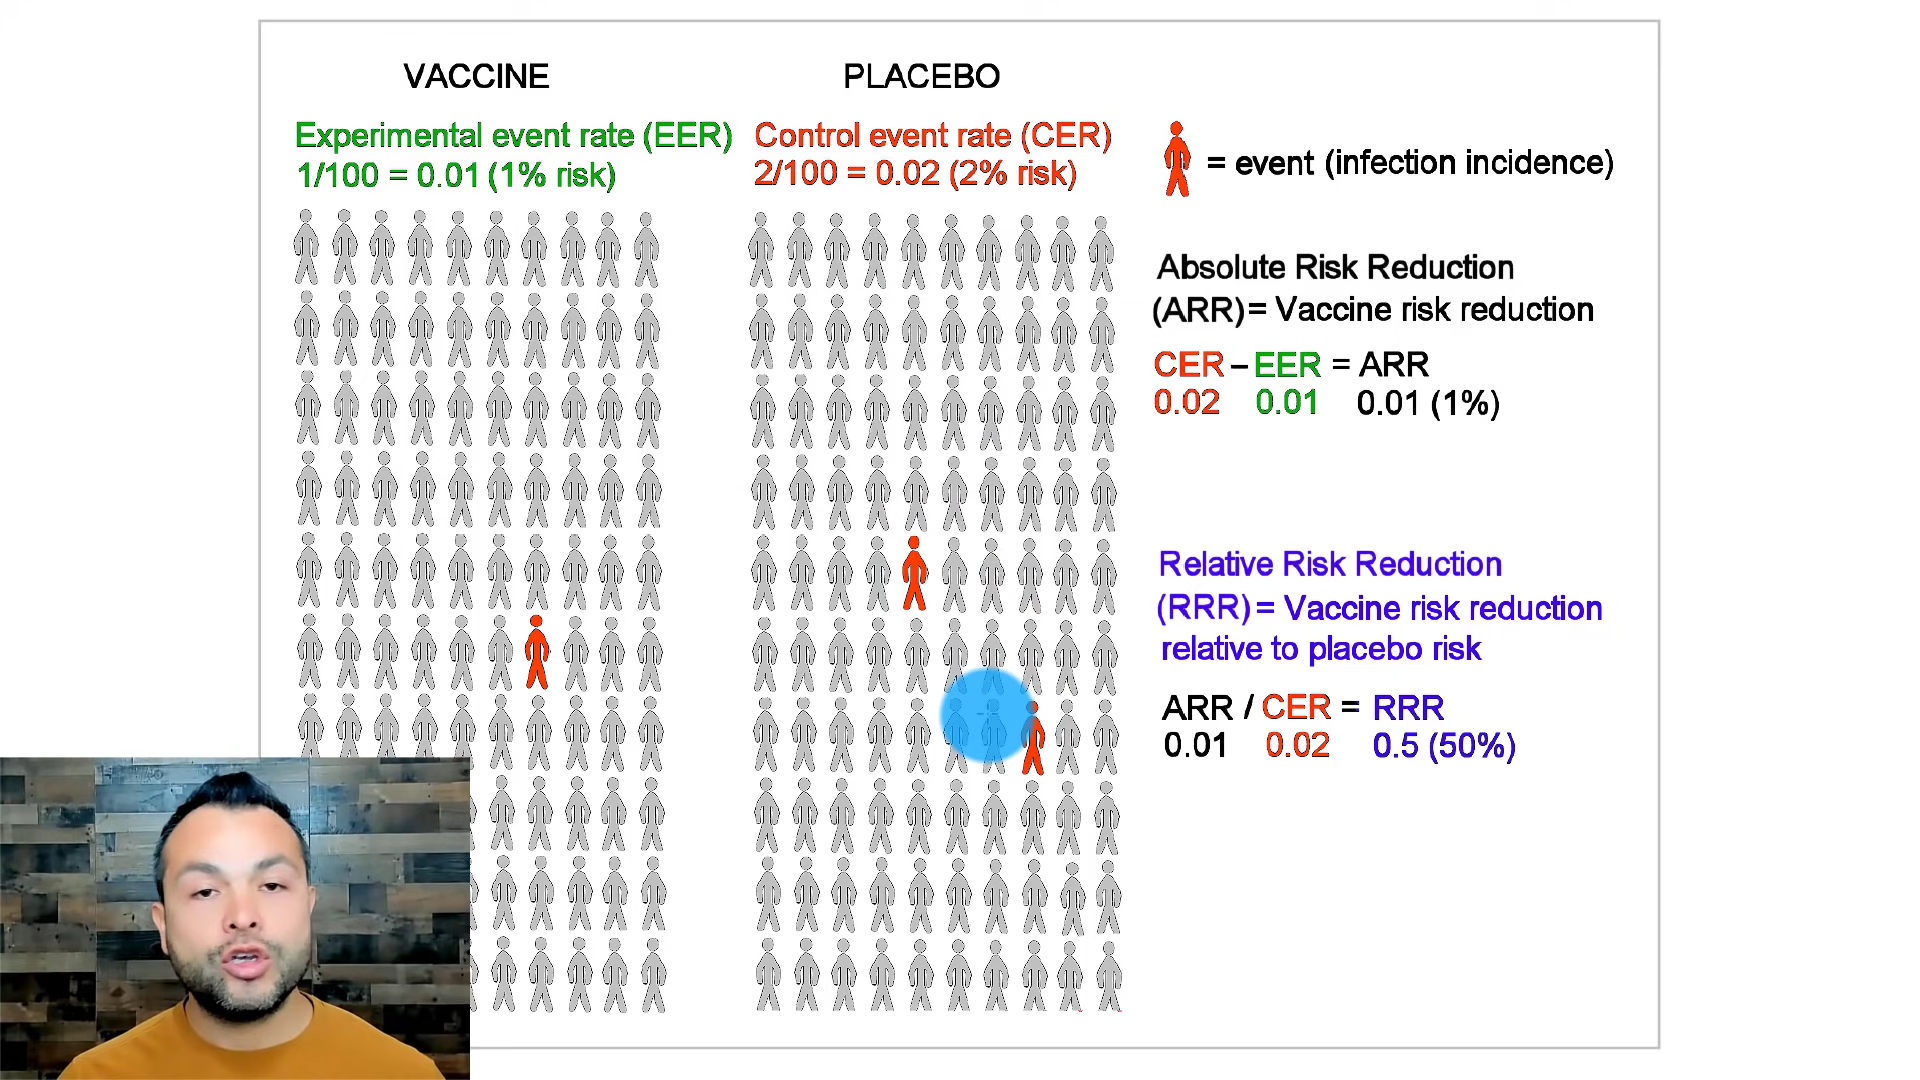 VACCINE
PLACEBO
Experimental event rate (EER)
1/100 = 0.01 (1% risk)
Control event rate (CER)
2/100 = 0.02 (2% risk)
= event (infection incidence)
Absolute Risk Reduction
(ARR)= Vaccine risk reduction
CER – EER = ARR
0.02 0.01 0.01 (1%)
Relative Risk Reduction
(RRR)= Vaccine risk reduction
relative to placebo risk
ARR / CER = RRR
0.01 0.02 0.5 (50%)